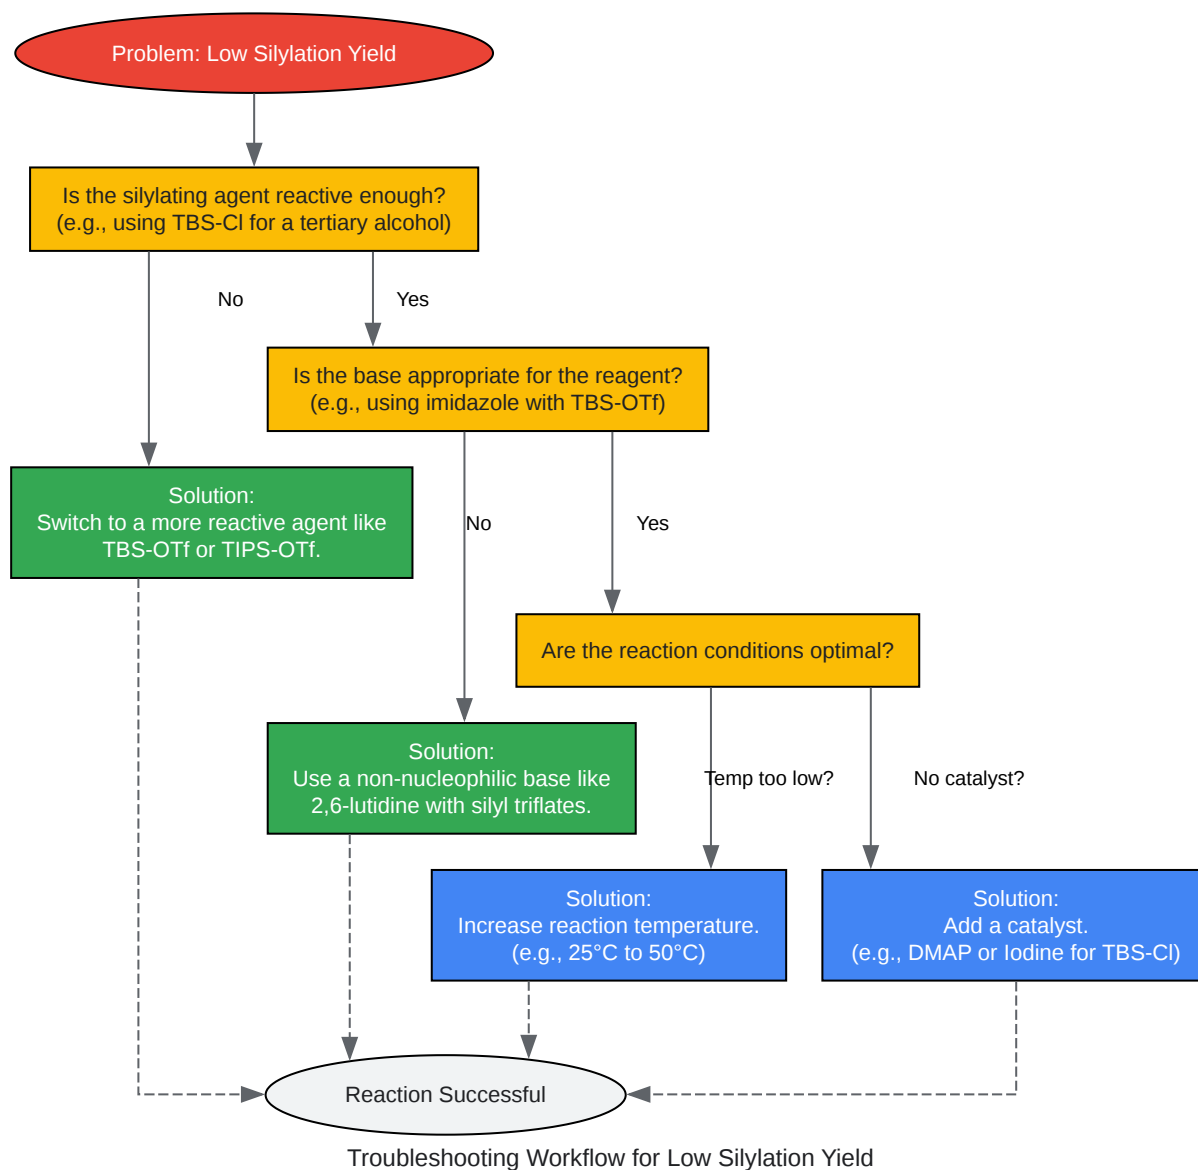 Problem: Low Silylation Yield
Is the silylating agent reactive enough?
(e.g., using TBS-Cl for a tertiary alcohol)
No
Yes
Is the base appropriate for the reagent?
(e.g., using imidazole with TBS-OTf)
Solution:
Switch to a more reactive agent like
TBS-OTf or TIPS-OTf.
No
Yes
Are the reaction conditions optimal?
Solution:
Use a non-nucleophilic base like
2,6-lutidine with silyl triflates.
Temp too low?
No catalyst?
Solution:
Increase reaction temperature.
(e.g., 25°C to 50°C)
Solution:
Add a catalyst.
(e.g., DMAP or Iodine for TBS-Cl)
Reaction Successful
Troubleshooting Workflow for Low Silylation Yield